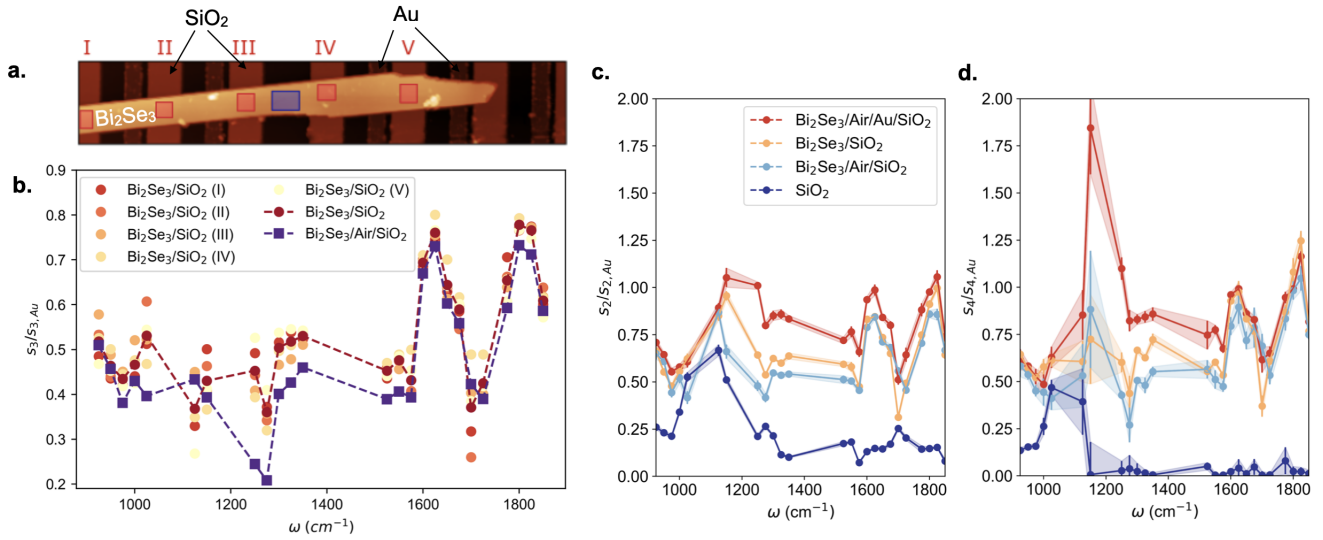 SiO₂
Au
I II III IV V
a.
Bi₂Se₃
b.
s₃/s₃, Au
0.9
0.8
0.7
0.6
0.5
0.4
0.3
0.2
Bi₂Se₃/SiO₂ (I)
Bi₂Se₃/SiO₂ (II)
Bi₂Se₃/SiO₂ (III)
Bi₂Se₃/SiO₂ (IV)
Bi₂Se₃/SiO₂ (V)
Bi₂Se₃/SiO₂
Bi₂Se₃/Air/SiO₂
1000 1200 1400 1600 1800
ω (cm⁻¹)
c.
s₂/s₂, Au
2.00
1.75
1.50
1.25
1.00
0.75
0.50
0.25
0.00
Bi₂Se₃/Air/Au/SiO₂
Bi₂Se₃/SiO₂
Bi₂Se₃/Air/SiO₂
SiO₂
1000 1200 1400 1600 1800
ω (cm⁻¹)
d.
s₄/s₄, Au
2.00
1.75
1.50
1.25
1.00
0.75
0.50
0.25
0.00
1000 1200 1400 1600 1800
ω (cm⁻¹)